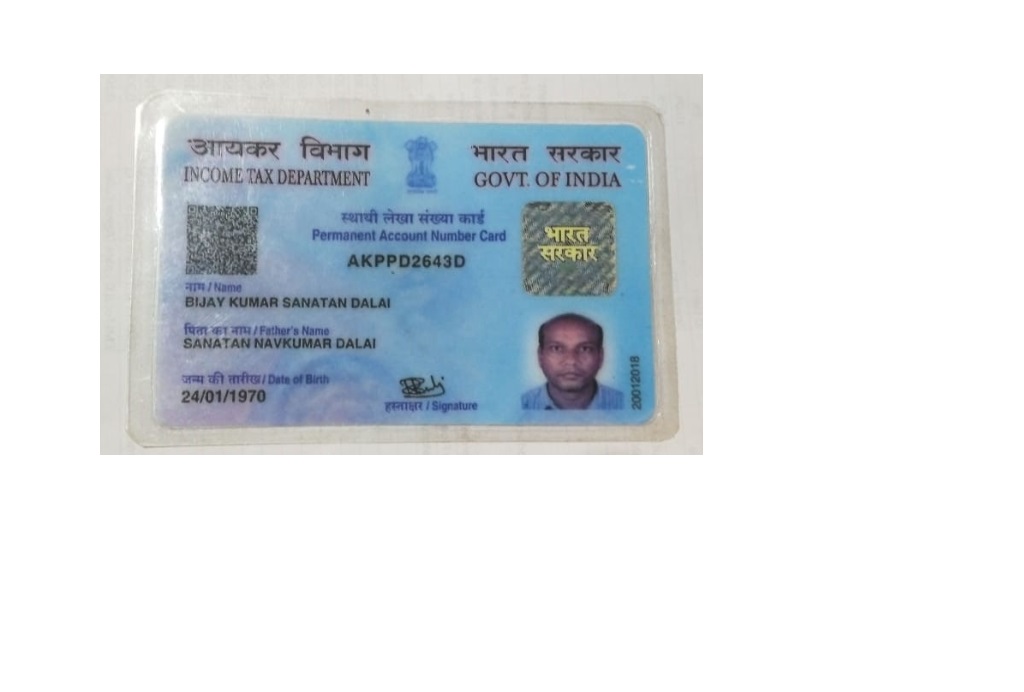 आयकर विभाग
INCOME TAX DEPARTMENT
भारत सरकार
GOVT. OF INDIA
स्थायी लेखा संख्या कार्ड
Permanent Account Number Card
AKPPD2643D
भारत
सरकार
नाम / Name
BIJAY KUMAR SANATAN DALAI
पिता का नाम / Father's Name
SANATAN NAVKUMAR DALAI
जन्म की तारीख / Date of Birth
24/01/1970
हस्ताक्षर / Signature
20012018